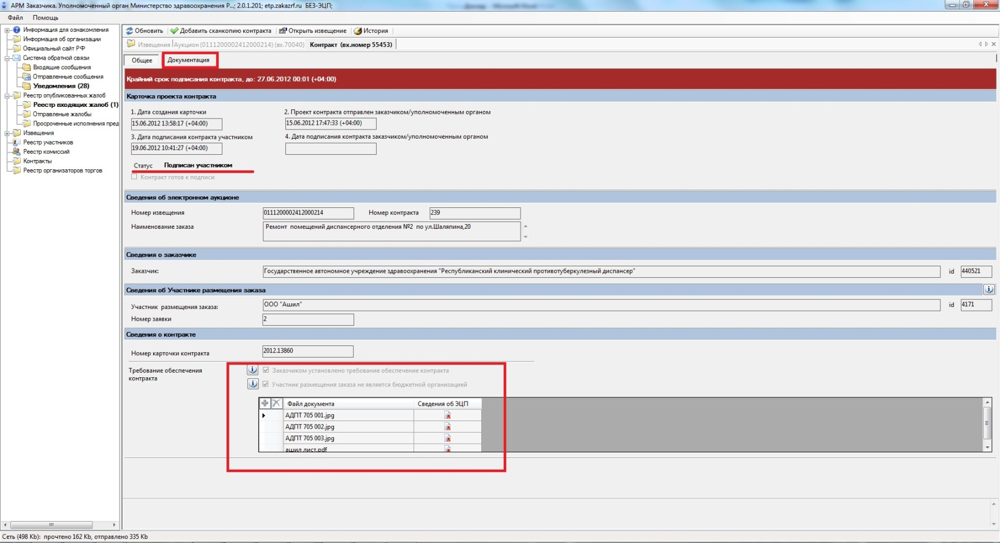 АРМ Заказчика. Уполномоченный орган Министерство здравоохранения Р...; 2.0.1.201; etp.zakazrf.ru БЕЗ-ЭЦП;
Файл Помощь
Информация для ознакомления
Информация об организации
Официальный сайт РФ
Система обратной связи
Входящие сообщения
Отправленные сообщения
Уведомления (28)
Реестр опубликованных жалоб
Реестр входящих жалоб (1)
Отправленые жалобы
Просроченные исполнения пред
Извещения
Реестр участников
Реестр комиссий
Контракты
Реестр организаторов торгов
Обновить Добавить сканкопию контракта Открыть извещение История
Извещения Аукцион (0111200002412000214) (вх.70040) Контракт (вх.номер 55453)
Общее Документация
Крайний срок подписания контракта, до: 27.06.2012 00:01 (+04:00)
Карточка проекта контракта
1. Дата создания карточки 2. Проект контракта отправлен заказчиком/уполномоченным органом
15.06.2012 13:58:17 (+04:00) 15.06.2012 17:47:33 (+04:00)
3. Дата подписания контракта участником 4. Дата подписания контракта заказчиком/уполномоченным органом
19.06.2012 10:41:27 (+04:00)
Статус Подписан участником
Контракт готов к подписи
Сведения об электронном аукционе
Номер извещения 0111200002412000214 Номер контракта 239
Наименование заказа Ремонт помещений диспансерного отделения №2 по ул.Шаляпина,20
Сведения о заказчике
Заказчик: Государственное автономное учреждение здравоохранения "Республиканский клинический противотуберкулезный диспансер" id 440521
Сведения об Участнике размещения заказа
Участник размещения заказа: ООО "Ашил" id 4171
Номер заявки 2
Сведения о контракте
Номер карточки контракта 2012.13860
Требование обеспечения контракта
Заказчиком установлено требование обеспечение контракта
Участник размещения заказа не является бюджетной организацией
Файл документа Сведения об ЭЦП
АДПТ 705 001.jpg
АДПТ 705 002.jpg
АДПТ 705 003.jpg
ашил лист.pdf
Сеть (498 Kb): прочтено 162 Kb, отправлено 335 Kb